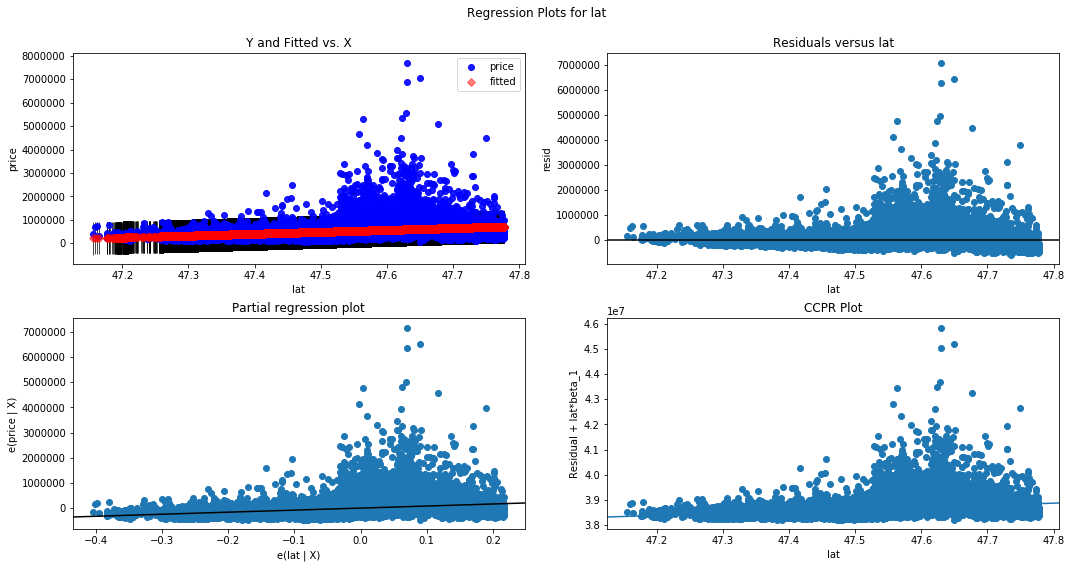 Regression Plots for lat
Y and Fitted vs. X
price
fitted
8000000
7000000
6000000
5000000
4000000
3000000
2000000
1000000
0
price
47.2 47.3 47.4 47.5 47.6 47.7 47.8
lat
Residuals versus lat
7000000
6000000
5000000
4000000
3000000
2000000
1000000
0
resid
47.2 47.3 47.4 47.5 47.6 47.7 47.8
lat
Partial regression plot
7000000
6000000
5000000
4000000
3000000
2000000
1000000
0
e(price | X)
−0.4 −0.3 −0.2 −0.1 0.0 0.1 0.2
e(lat | X)
CCPR Plot
1e7
4.6
4.5
4.4
4.3
4.2
4.1
4.0
3.9
3.8
Residual + lat*beta_1
47.2 47.3 47.4 47.5 47.6 47.7 47.8
lat